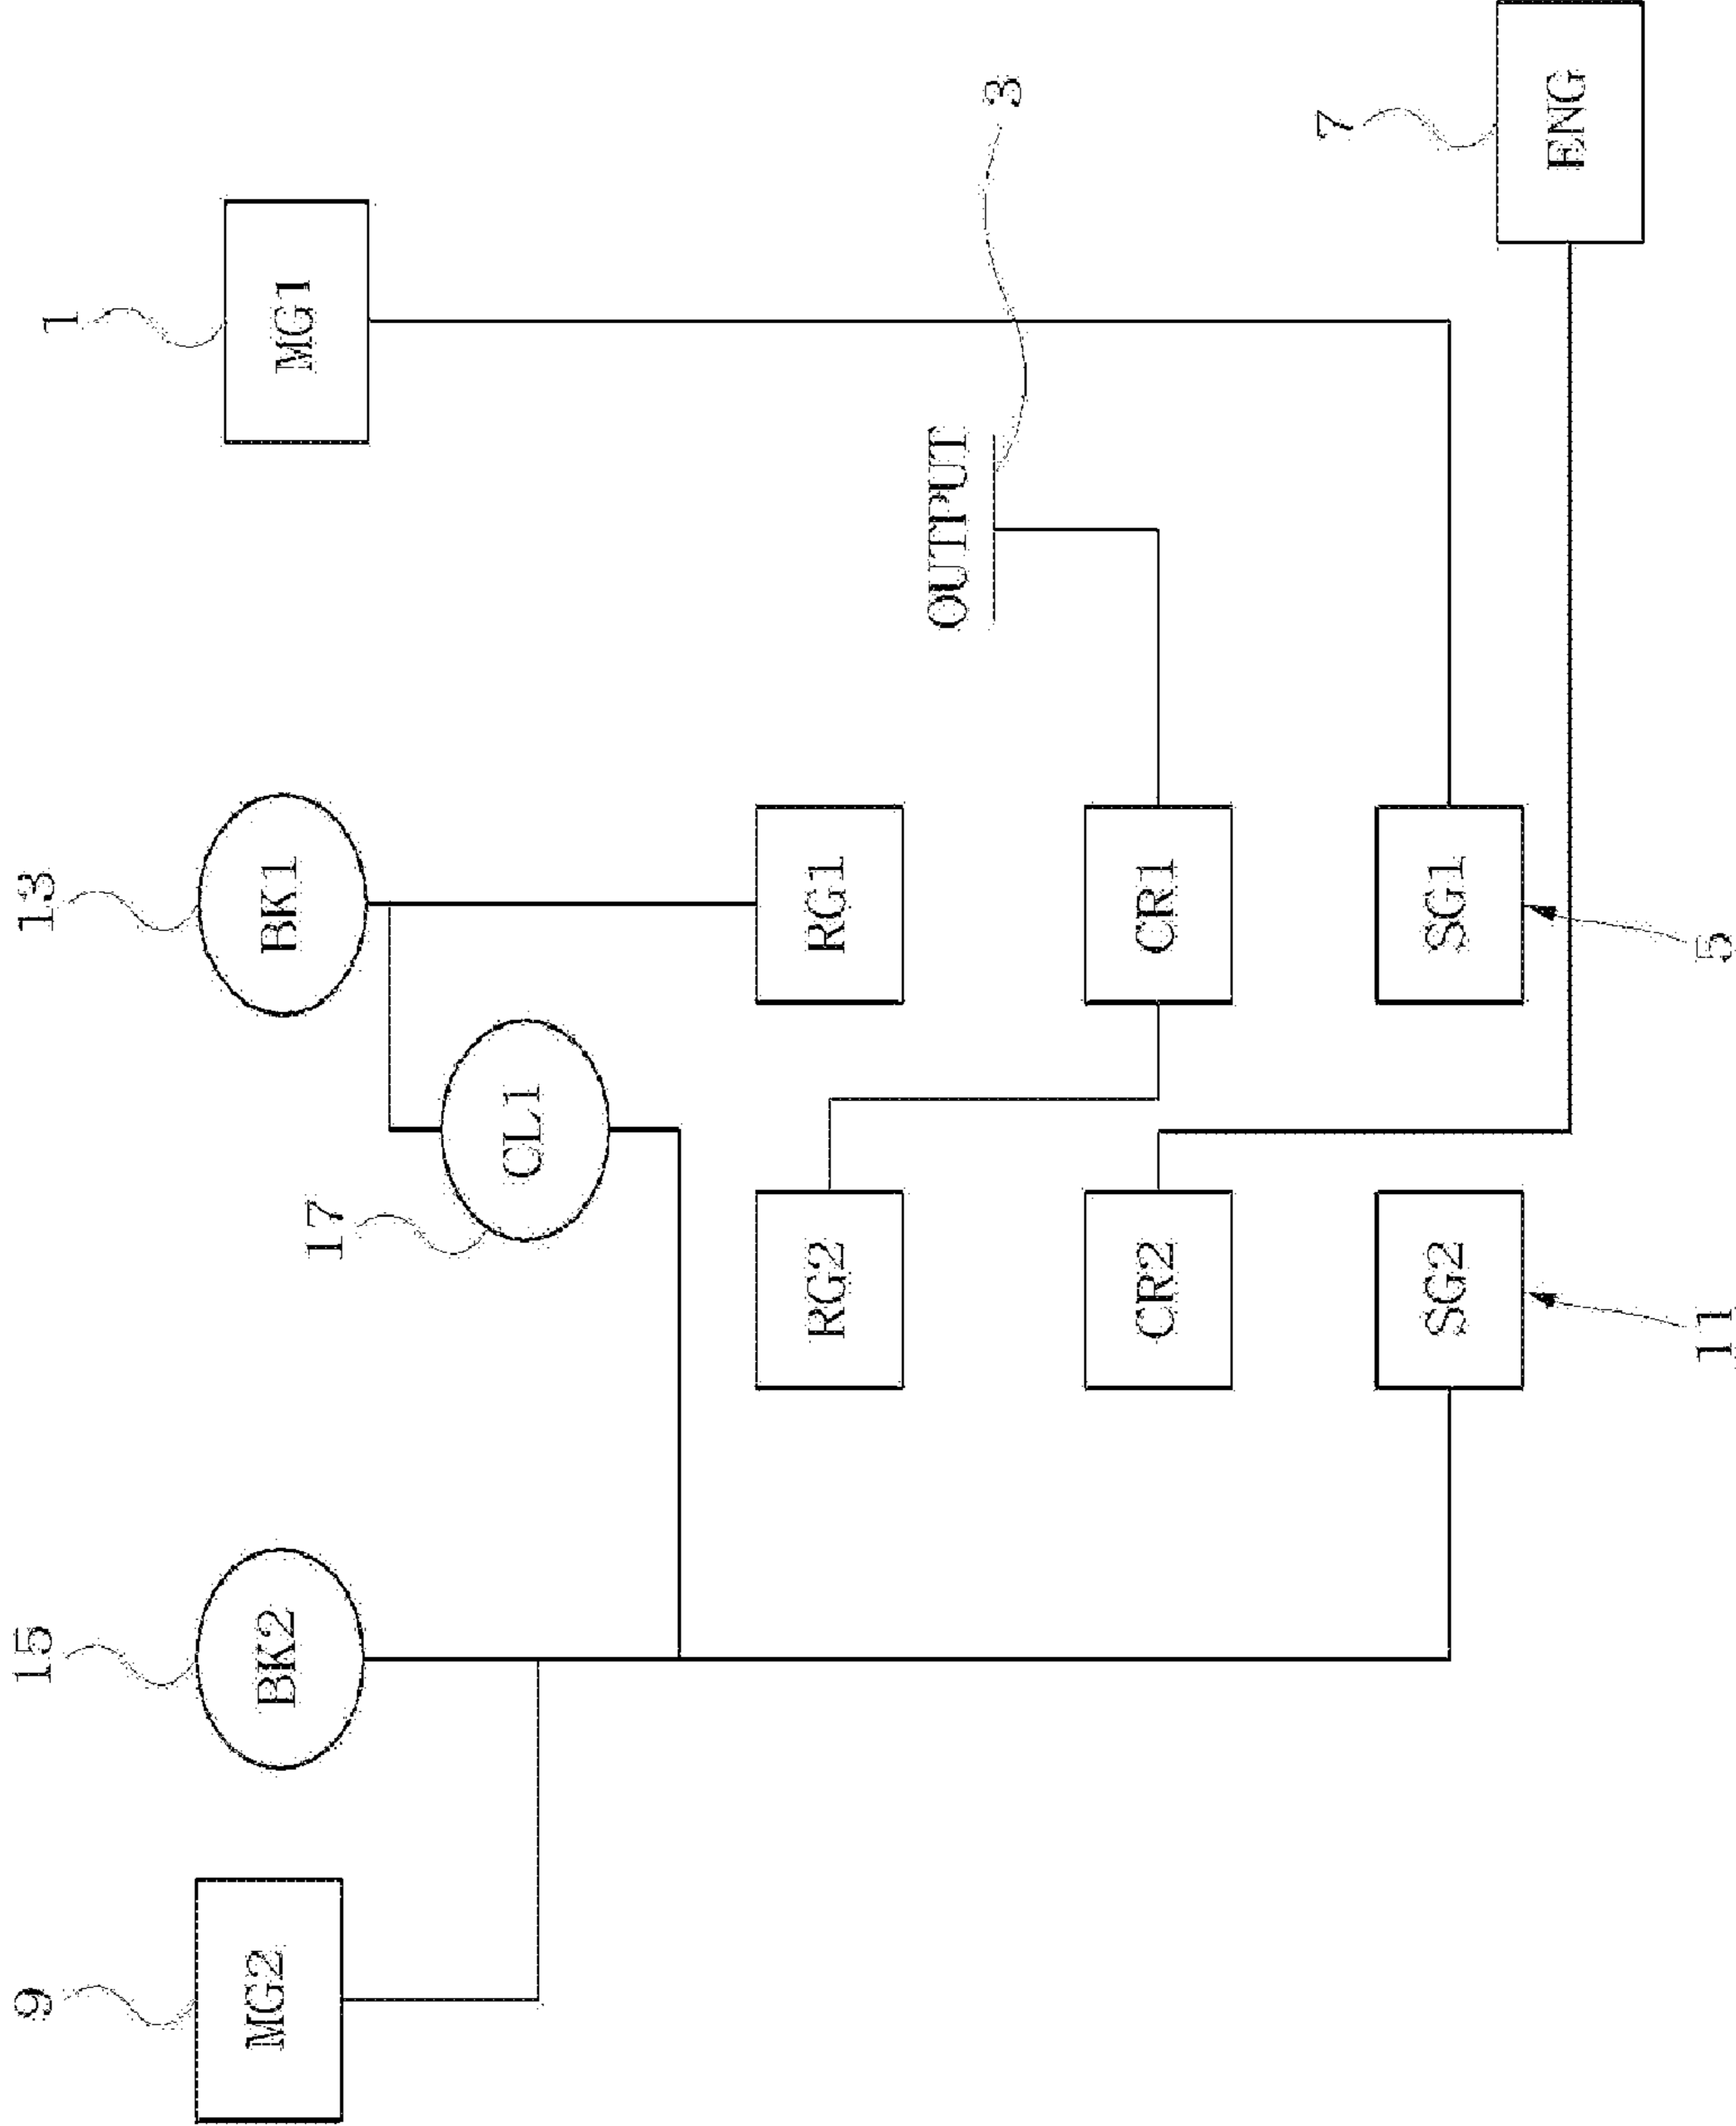 9
15
13
1
MG2
BK2
BK1
MG1
17
CL1
RG2
RG1
OUTPUT
3
CR2
CR1
7
SG2
SG1
ENG
11
5